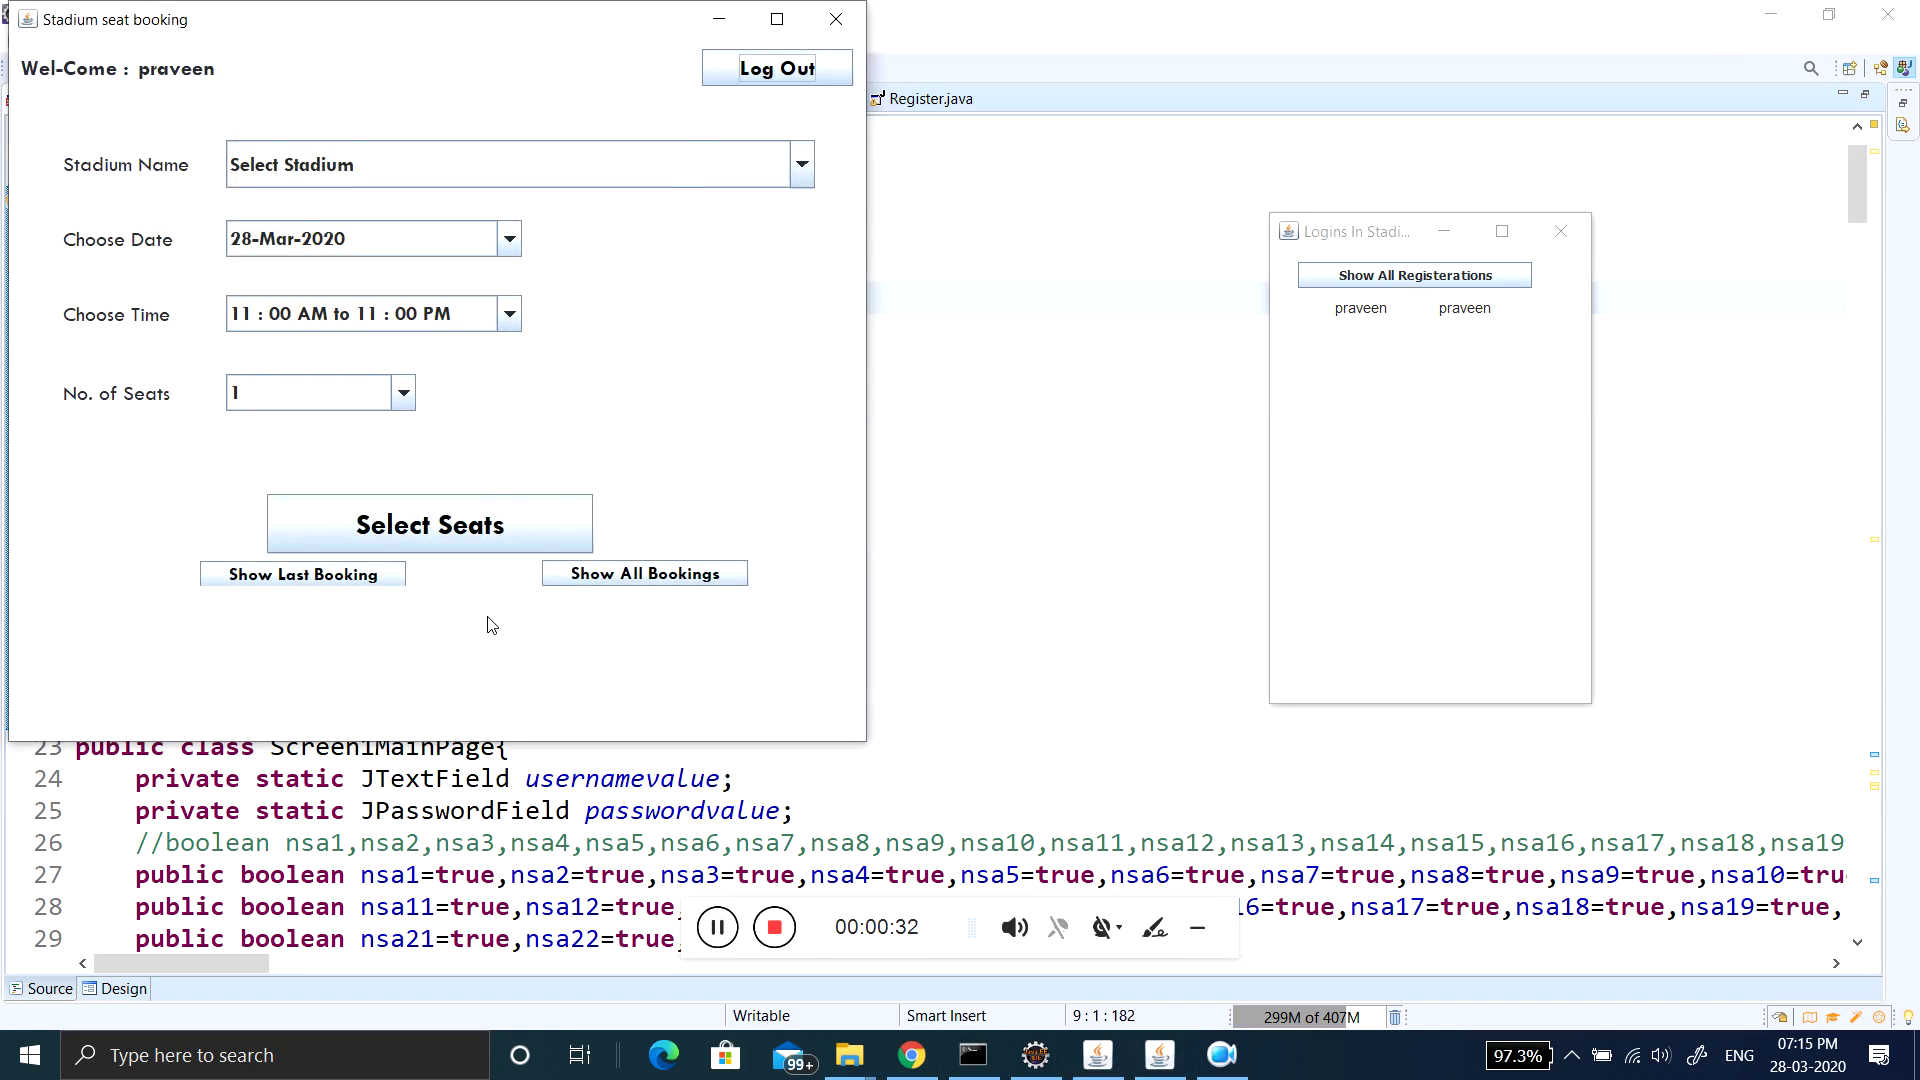 Stadium seat booking
Wel-Come : praveen
Log Out
Stadium Name
Select Stadium
Choose Date
28-Mar-2020
Choose Time
11 : 00 AM to 11 : 00 PM
No. of Seats
1
Select Seats
Show Last Booking
Show All Bookings
Register.java
Logins In Stadi...
Show All Registerations
praveen praveen
23 public class Screen1MainPage{
24 private static JTextField usernamevalue;
25 private static JPasswordField passwordvalue;
26 //boolean nsa1,nsa2,nsa3,nsa4,nsa5,nsa6,nsa7,nsa8,nsa9,nsa10,nsa11,nsa12,nsa13,nsa14,nsa15,nsa16,nsa17,nsa18,nsa19
27 public boolean nsa1=true,nsa2=true,nsa3=true,nsa4=true,nsa5=true,nsa6=true,nsa7=true,nsa8=true,nsa9=true,nsa10=tru
28 public boolean nsa11=true,nsa12=true, 16=true,nsa17=true,nsa18=true,nsa19=true,
29 public boolean nsa21=true,nsa22=true,
00:00:32
Source Design
Writable Smart Insert 9 : 1 : 182 299M of 407M
Type here to search
99+
97.3%
ENG
07:15 PM
28-03-2020